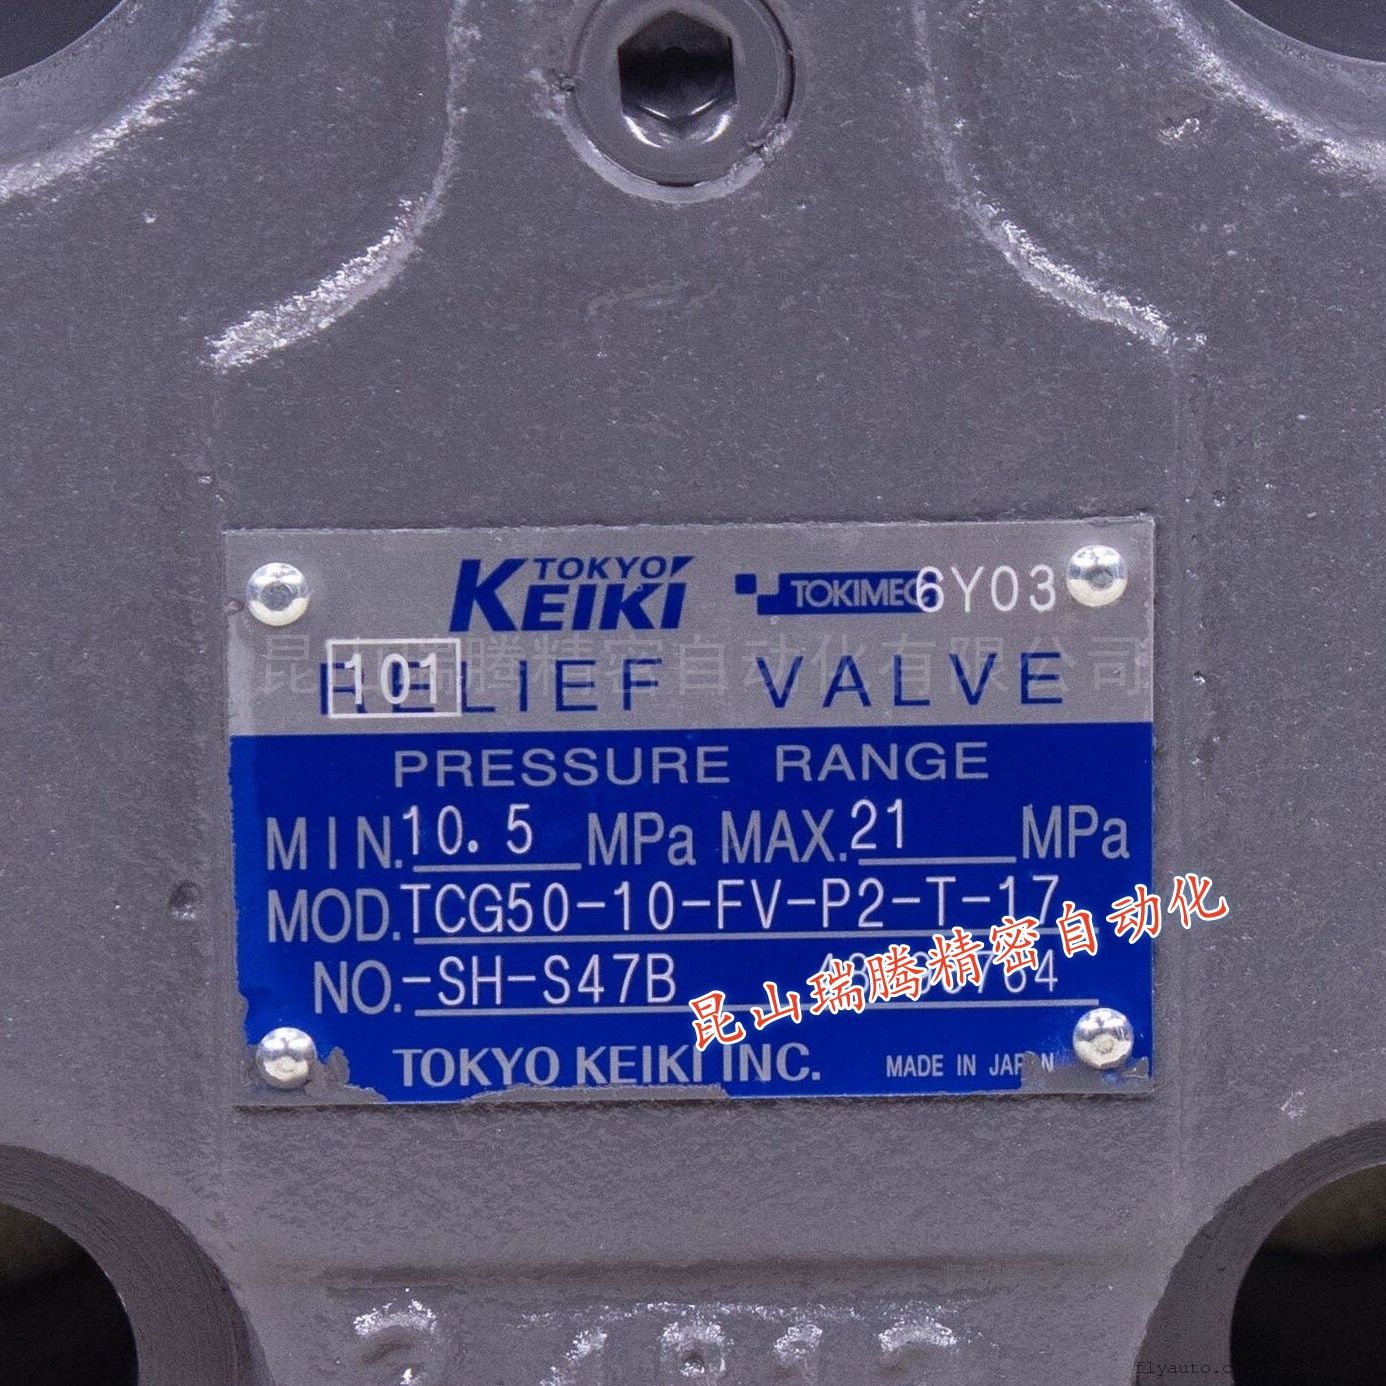 TOKYO KEIKI TOKIMEC 6Y03
101
RELIEF VALVE
昆山瑞腾精密自动化有限公司
PRESSURE RANGE
MIN. 10.5 MPa MAX. 21 MPa
MOD. TCG50-10-FV-P2-T-17
NO. -SH-S47B
昆山瑞腾精密自动化
TOKYO KEIKI INC. MADE IN JAPAN